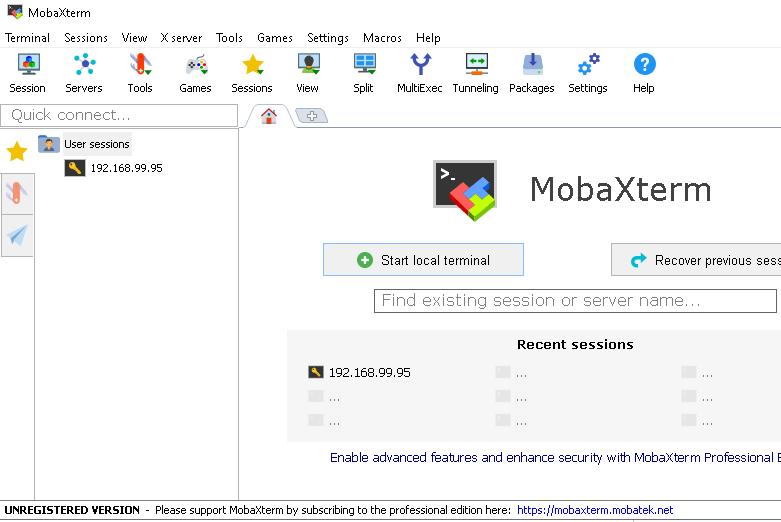 MobaXterm
Terminal Sessions View X server Tools Games Settings Macros Help
Session Servers Tools Games Sessions View Split MultiExec Tunneling Packages Settings Help
Quick connect...
User sessions
192.168.99.95
>_ MobaXterm
Start local terminal Recover previous sess
Find existing session or server name...
Recent sessions
192.168.99.95 ... ...
... ... ...
... ... ...
Enable advanced features and enhance security with MobaXterm Professional E
UNREGISTERED VERSION - Please support MobaXterm by subscribing to the professional edition here: https://mobaxterm.mobatek.net